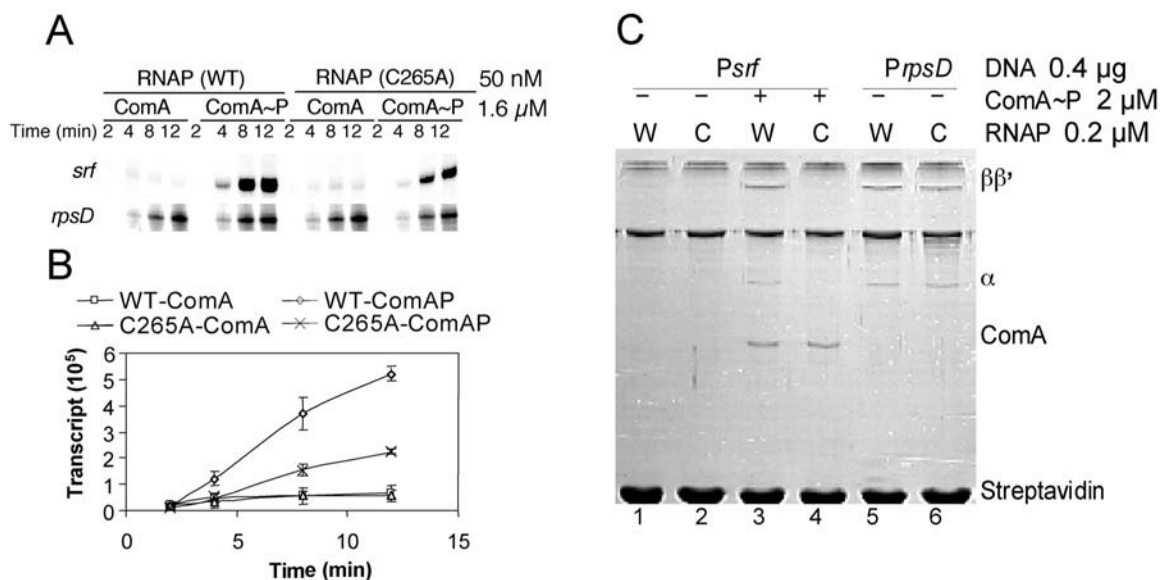 A
RNAP (WT) RNAP (C265A) 50 nM
ComA ComA~P ComA ComA~P 1.6 µM
Time (min) 2 4 8 12 2 4 8 12 2 4 8 12 2 4 8 12
srf
rpsD
B
WT-ComA WT-ComAP
C265A-ComA C265A-ComAP
Transcript (10⁵)
6
5
4
3
2
1
0
0 5 10 15
Time (min)
C
Psrf PrpsD DNA 0.4 µg
− − + + − − ComA~P 2 µM
W C W C W C RNAP 0.2 µM
ββ'
α
ComA
Streptavidin
1 2 3 4 5 6